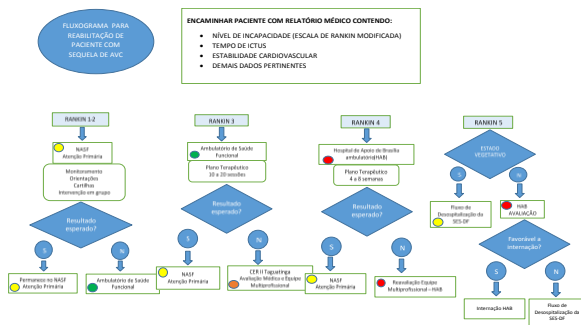 FLUXOGRAMA PARA
REABILITAÇÃO DE
PACIENTE COM
SEQUELA DE AVC
ENCAMINHAR PACIENTE COM RELATÓRIO MÉDICO CONTENDO:
• NÍVEL DE INCAPACIDADE (ESCALA DE RANKIN MODIFICADA)
• TEMPO DE ICTUS
• ESTABILIDADE CARDIOVASCULAR
• DEMAIS DADOS PERTINENTES
RANKIN 1-2
NASF
Atenção Primária
Monitoramento
Orientações
Cartilhas
Intervenção em grupo
Resultado
esperado?
S
N
Permanece no NASF
Atenção Primária
Ambulatório de Saúde
Funcional
RANKIN 3
Ambulatório de Saúde
Funcional
Plano Terapêutico
10 a 20 sessões
Resultado
esperado?
S
N
NASF
Atenção Primária
CER II Taguatinga
Avaliação Médica e Equipe
Multiprofissional
RANKIN 4
Hospital de Apoio de Brasília
ambulatório(HAB)
Plano Terapêutico
4 a 8 semanas
Resultado
esperado?
S
N
NASF
Atenção Primária
Reavaliação Equipe
Multiprofissional – HAB
RANKIN 5
ESTADO
VEGETATIVO
S
N
Fluxo de
Desospitalização da
SES-DF
HAB
AVALIAÇÃO
Favorável a
internação?
S
N
Internação HAB
Fluxo de
Desospitalização da
SES-DF